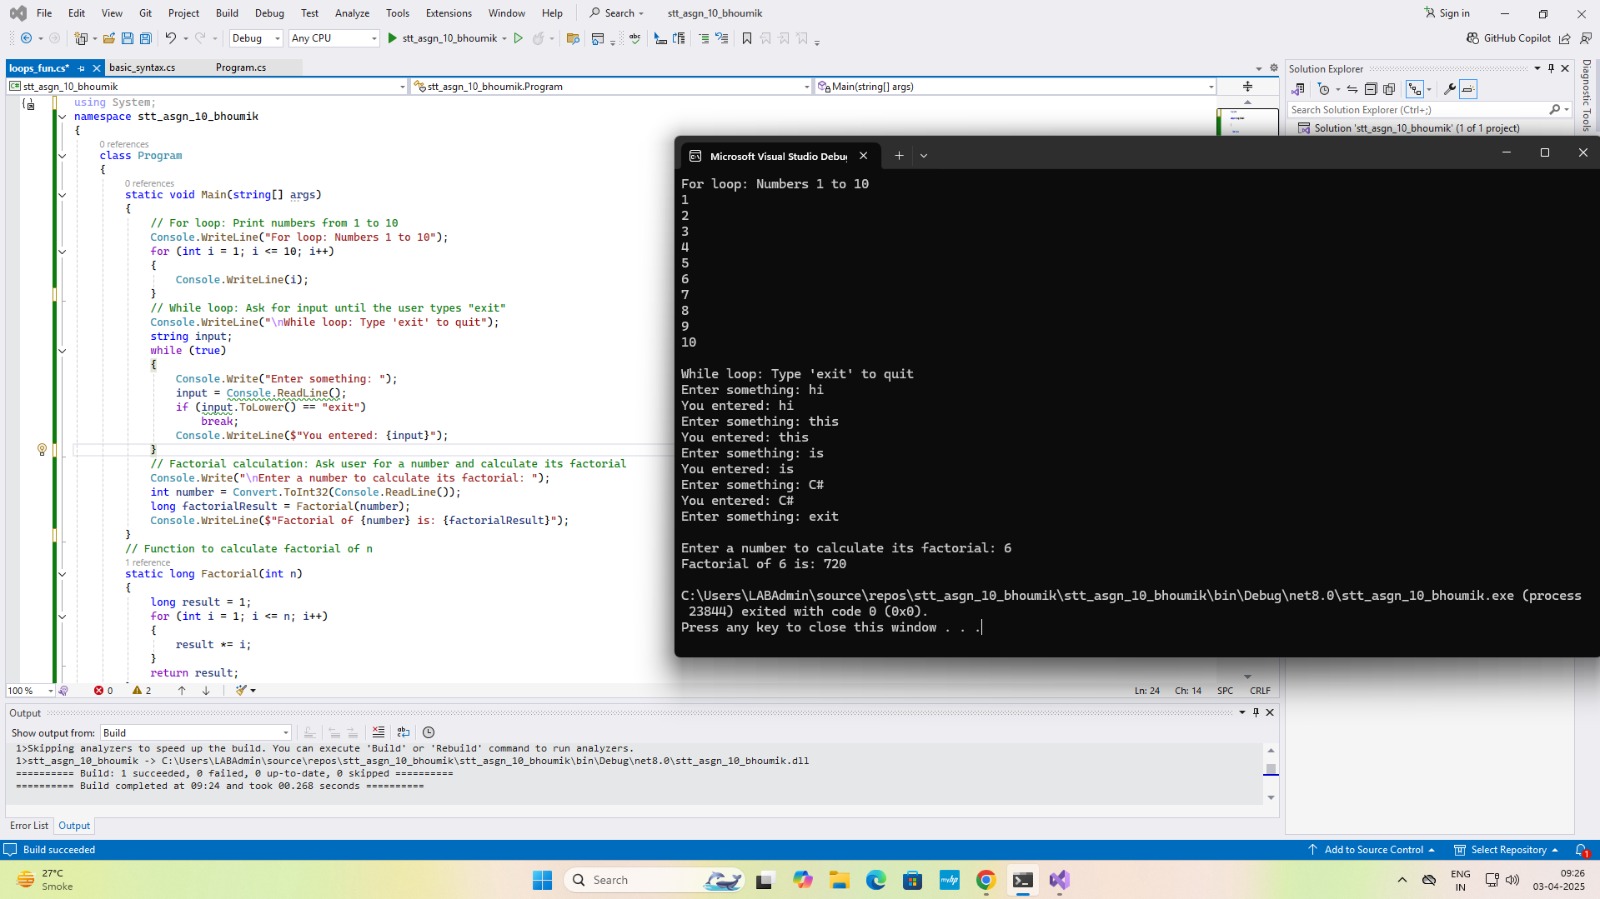 File Edit View Git Project Build Debug Test Analyze Tools Extensions Window Help Search stt_asgn_10_bhoumik Sign in
Debug Any CPU stt_asgn_10_bhoumik GitHub Copilot
loops_fun.cs* basic_syntax.cs Program.cs
stt_asgn_10_bhoumik stt_asgn_10_bhoumik.Program Main(string[] args)
using System;
namespace stt_asgn_10_bhoumik
{
0 references
class Program
{
0 references
static void Main(string[] args)
{
// For loop: Print numbers from 1 to 10
Console.WriteLine("For loop: Numbers 1 to 10");
for (int i = 1; i <= 10; i++)
{
Console.WriteLine(i);
}
// While loop: Ask for input until the user types "exit"
Console.WriteLine("\nWhile loop: Type 'exit' to quit");
string input;
while (true)
{
Console.Write("Enter something: ");
input = Console.ReadLine();
if (input.ToLower() == "exit")
break;
Console.WriteLine($"You entered: {input}");
}
// Factorial calculation: Ask user for a number and calculate its factorial
Console.Write("\nEnter a number to calculate its factorial: ");
int number = Convert.ToInt32(Console.ReadLine());
long factorialResult = Factorial(number);
Console.WriteLine($"Factorial of {number} is: {factorialResult}");
}
// Function to calculate factorial of n
1 reference
static long Factorial(int n)
{
long result = 1;
for (int i = 1; i <= n; i++)
{
result *= i;
}
return result;
100 % 0 2 Ln: 24 Ch: 14 SPC CRLF
Solution Explorer
Search Solution Explorer (Ctrl+;)
Solution 'stt_asgn_10_bhoumik' (1 of 1 project)
Diagnostic Tools
Microsoft Visual Studio Debu
For loop: Numbers 1 to 10
1
2
3
4
5
6
7
8
9
10
While loop: Type 'exit' to quit
Enter something: hi
You entered: hi
Enter something: this
You entered: this
Enter something: is
You entered: is
Enter something: C#
You entered: C#
Enter something: exit
Enter a number to calculate its factorial: 6
Factorial of 6 is: 720
C:\Users\LABAdmin\source\repos\stt_asgn_10_bhoumik\stt_asgn_10_bhoumik\bin\Debug\net8.0\stt_asgn_10_bhoumik.exe (process
23844) exited with code 0 (0x0).
Press any key to close this window . . .
Output
Show output from: Build
1>Skipping analyzers to speed up the build. You can execute 'Build' or 'Rebuild' command to run analyzers.
1>stt_asgn_10_bhoumik -> C:\Users\LABAdmin\source\repos\stt_asgn_10_bhoumik\stt_asgn_10_bhoumik\bin\Debug\net8.0\stt_asgn_10_bhoumik.dll
========== Build: 1 succeeded, 0 failed, 0 up-to-date, 0 skipped ==========
========== Build completed at 09:24 and took 00.268 seconds ==========
Error List Output
Build succeeded Add to Source Control Select Repository 1
27°C
Smoke
Search
myhp
ENG
IN
09:26
03-04-2025